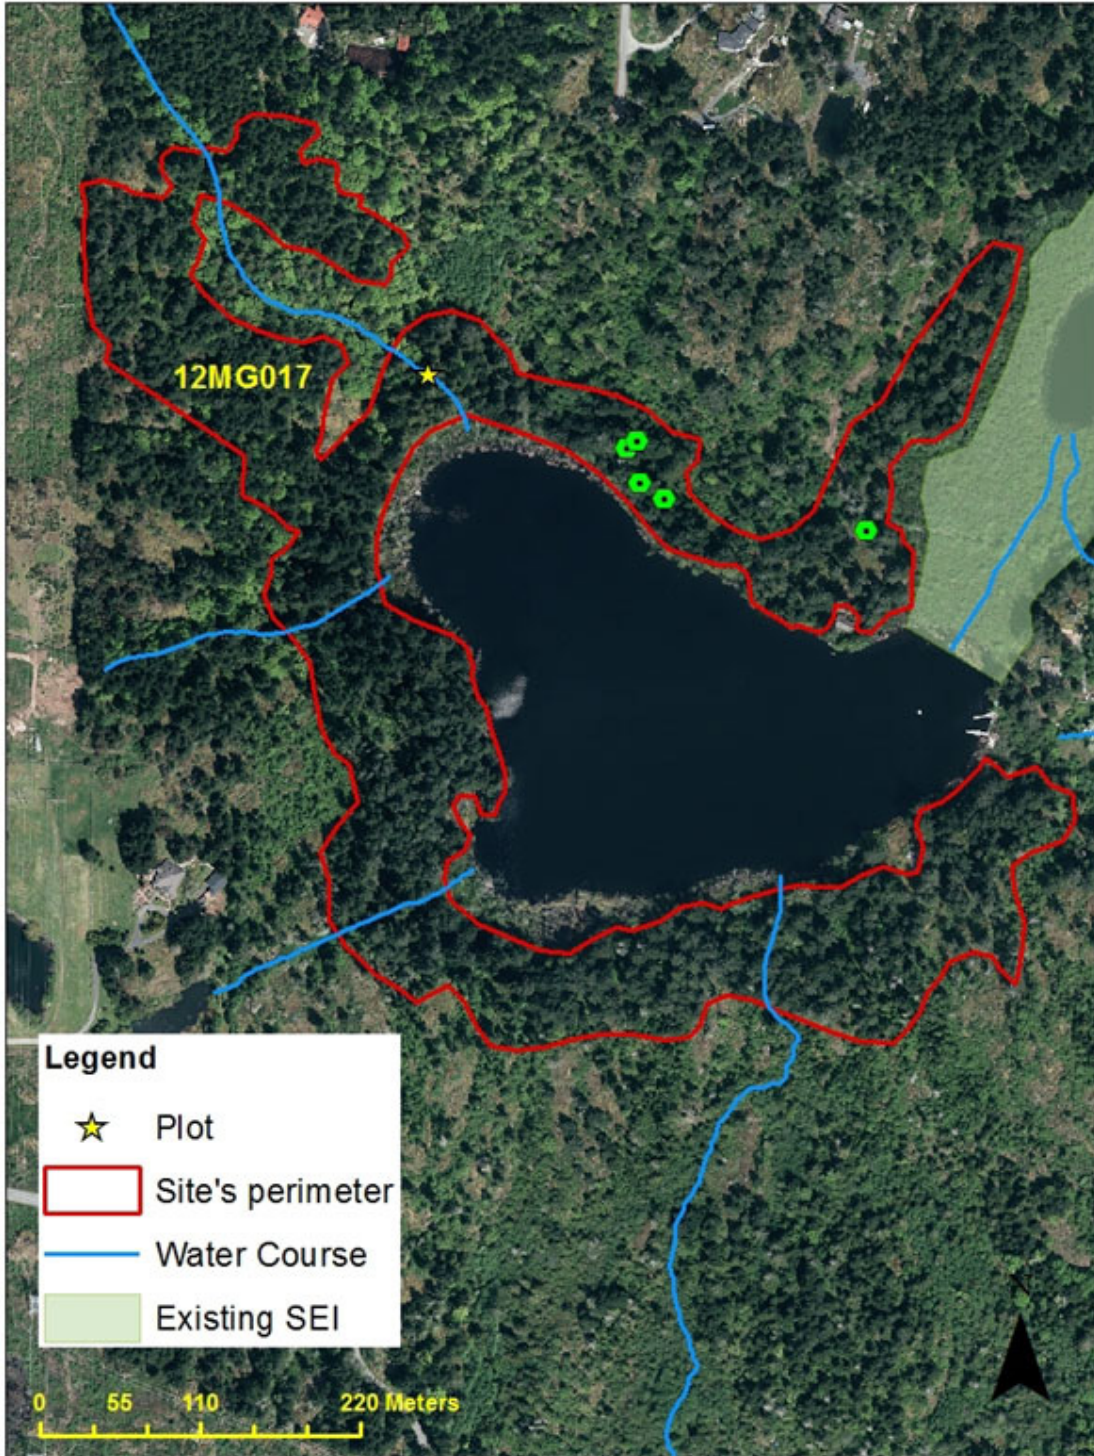 12MG017
Legend
Plot
Site's perimeter
Water Course
Existing SEI
N
0 55 110 220 Meters